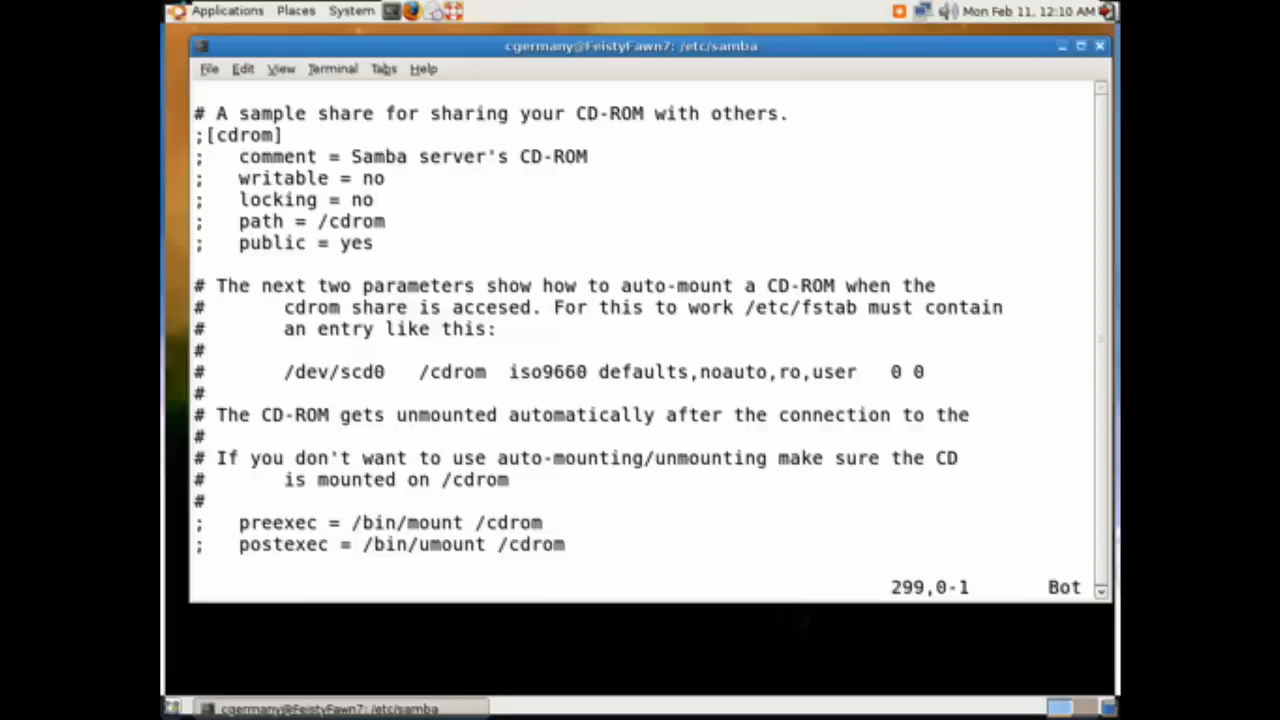 Applications Places System Mon Feb 11, 12:10 AM
cgermany@FeistyFawn7: /etc/samba
File Edit View Terminal Tabs Help
# A sample share for sharing your CD-ROM with others.
;[cdrom]
;   comment = Samba server's CD-ROM
;   writable = no
;   locking = no
;   path = /cdrom
;   public = yes
# The next two parameters show how to auto-mount a CD-ROM when the
#       cdrom share is accesed. For this to work /etc/fstab must contain
#       an entry like this:
#
#       /dev/scd0   /cdrom  iso9660 defaults,noauto,ro,user   0 0
#
# The CD-ROM gets unmounted automatically after the connection to the
#
# If you don't want to use auto-mounting/unmounting make sure the CD
#       is mounted on /cdrom
#
;   preexec = /bin/mount /cdrom
;   postexec = /bin/umount /cdrom
299,0-1 Bot
cgermany@FeistyFawn7: /etc/samba